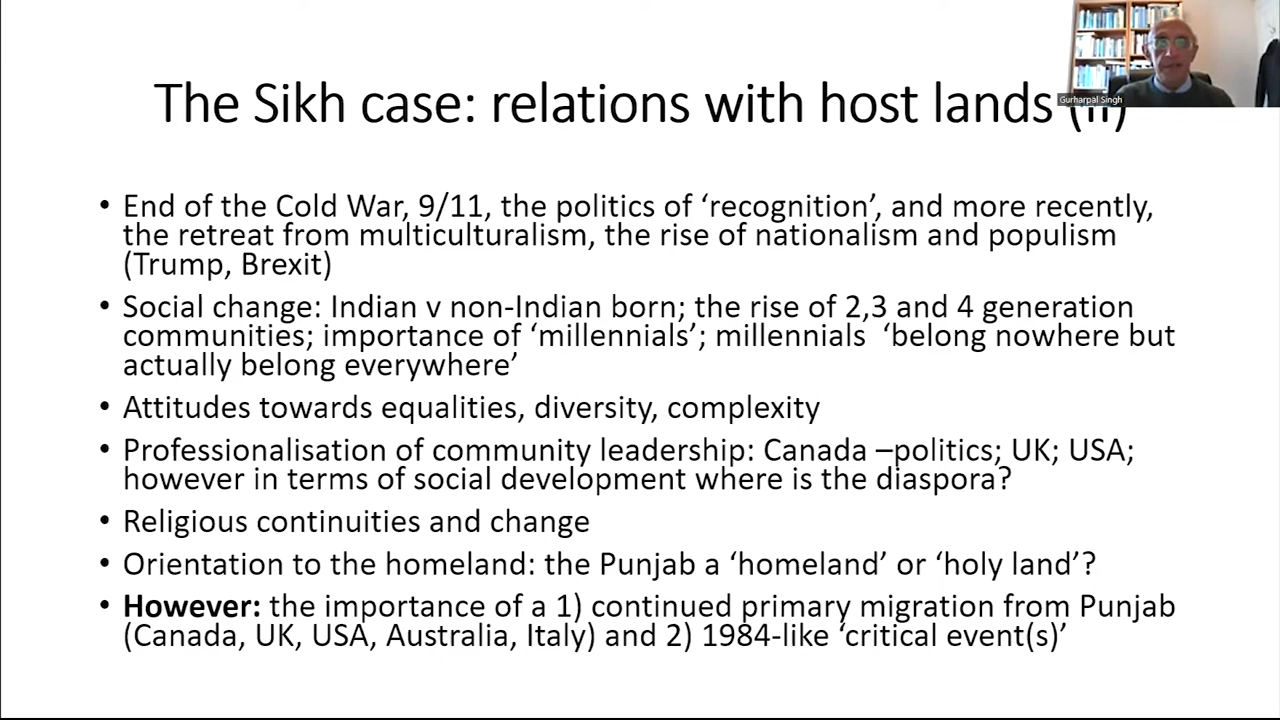 The Sikh case: relations with host lands (II)
Gurharpal Singh
• End of the Cold War, 9/11, the politics of ‘recognition’, and more recently,
the retreat from multiculturalism, the rise of nationalism and populism
(Trump, Brexit)
• Social change: Indian v non-Indian born; the rise of 2,3 and 4 generation
communities; importance of ‘millennials’; millennials  ‘belong nowhere but
actually belong everywhere’
• Attitudes towards equalities, diversity, complexity
• Professionalisation of community leadership: Canada –politics; UK; USA;
however in terms of social development where is the diaspora?
• Religious continuities and change
• Orientation to the homeland: the Punjab a ‘homeland’ or ‘holy land’?
• However: the importance of a 1) continued primary migration from Punjab
(Canada, UK, USA, Australia, Italy) and 2) 1984-like ‘critical event(s)’